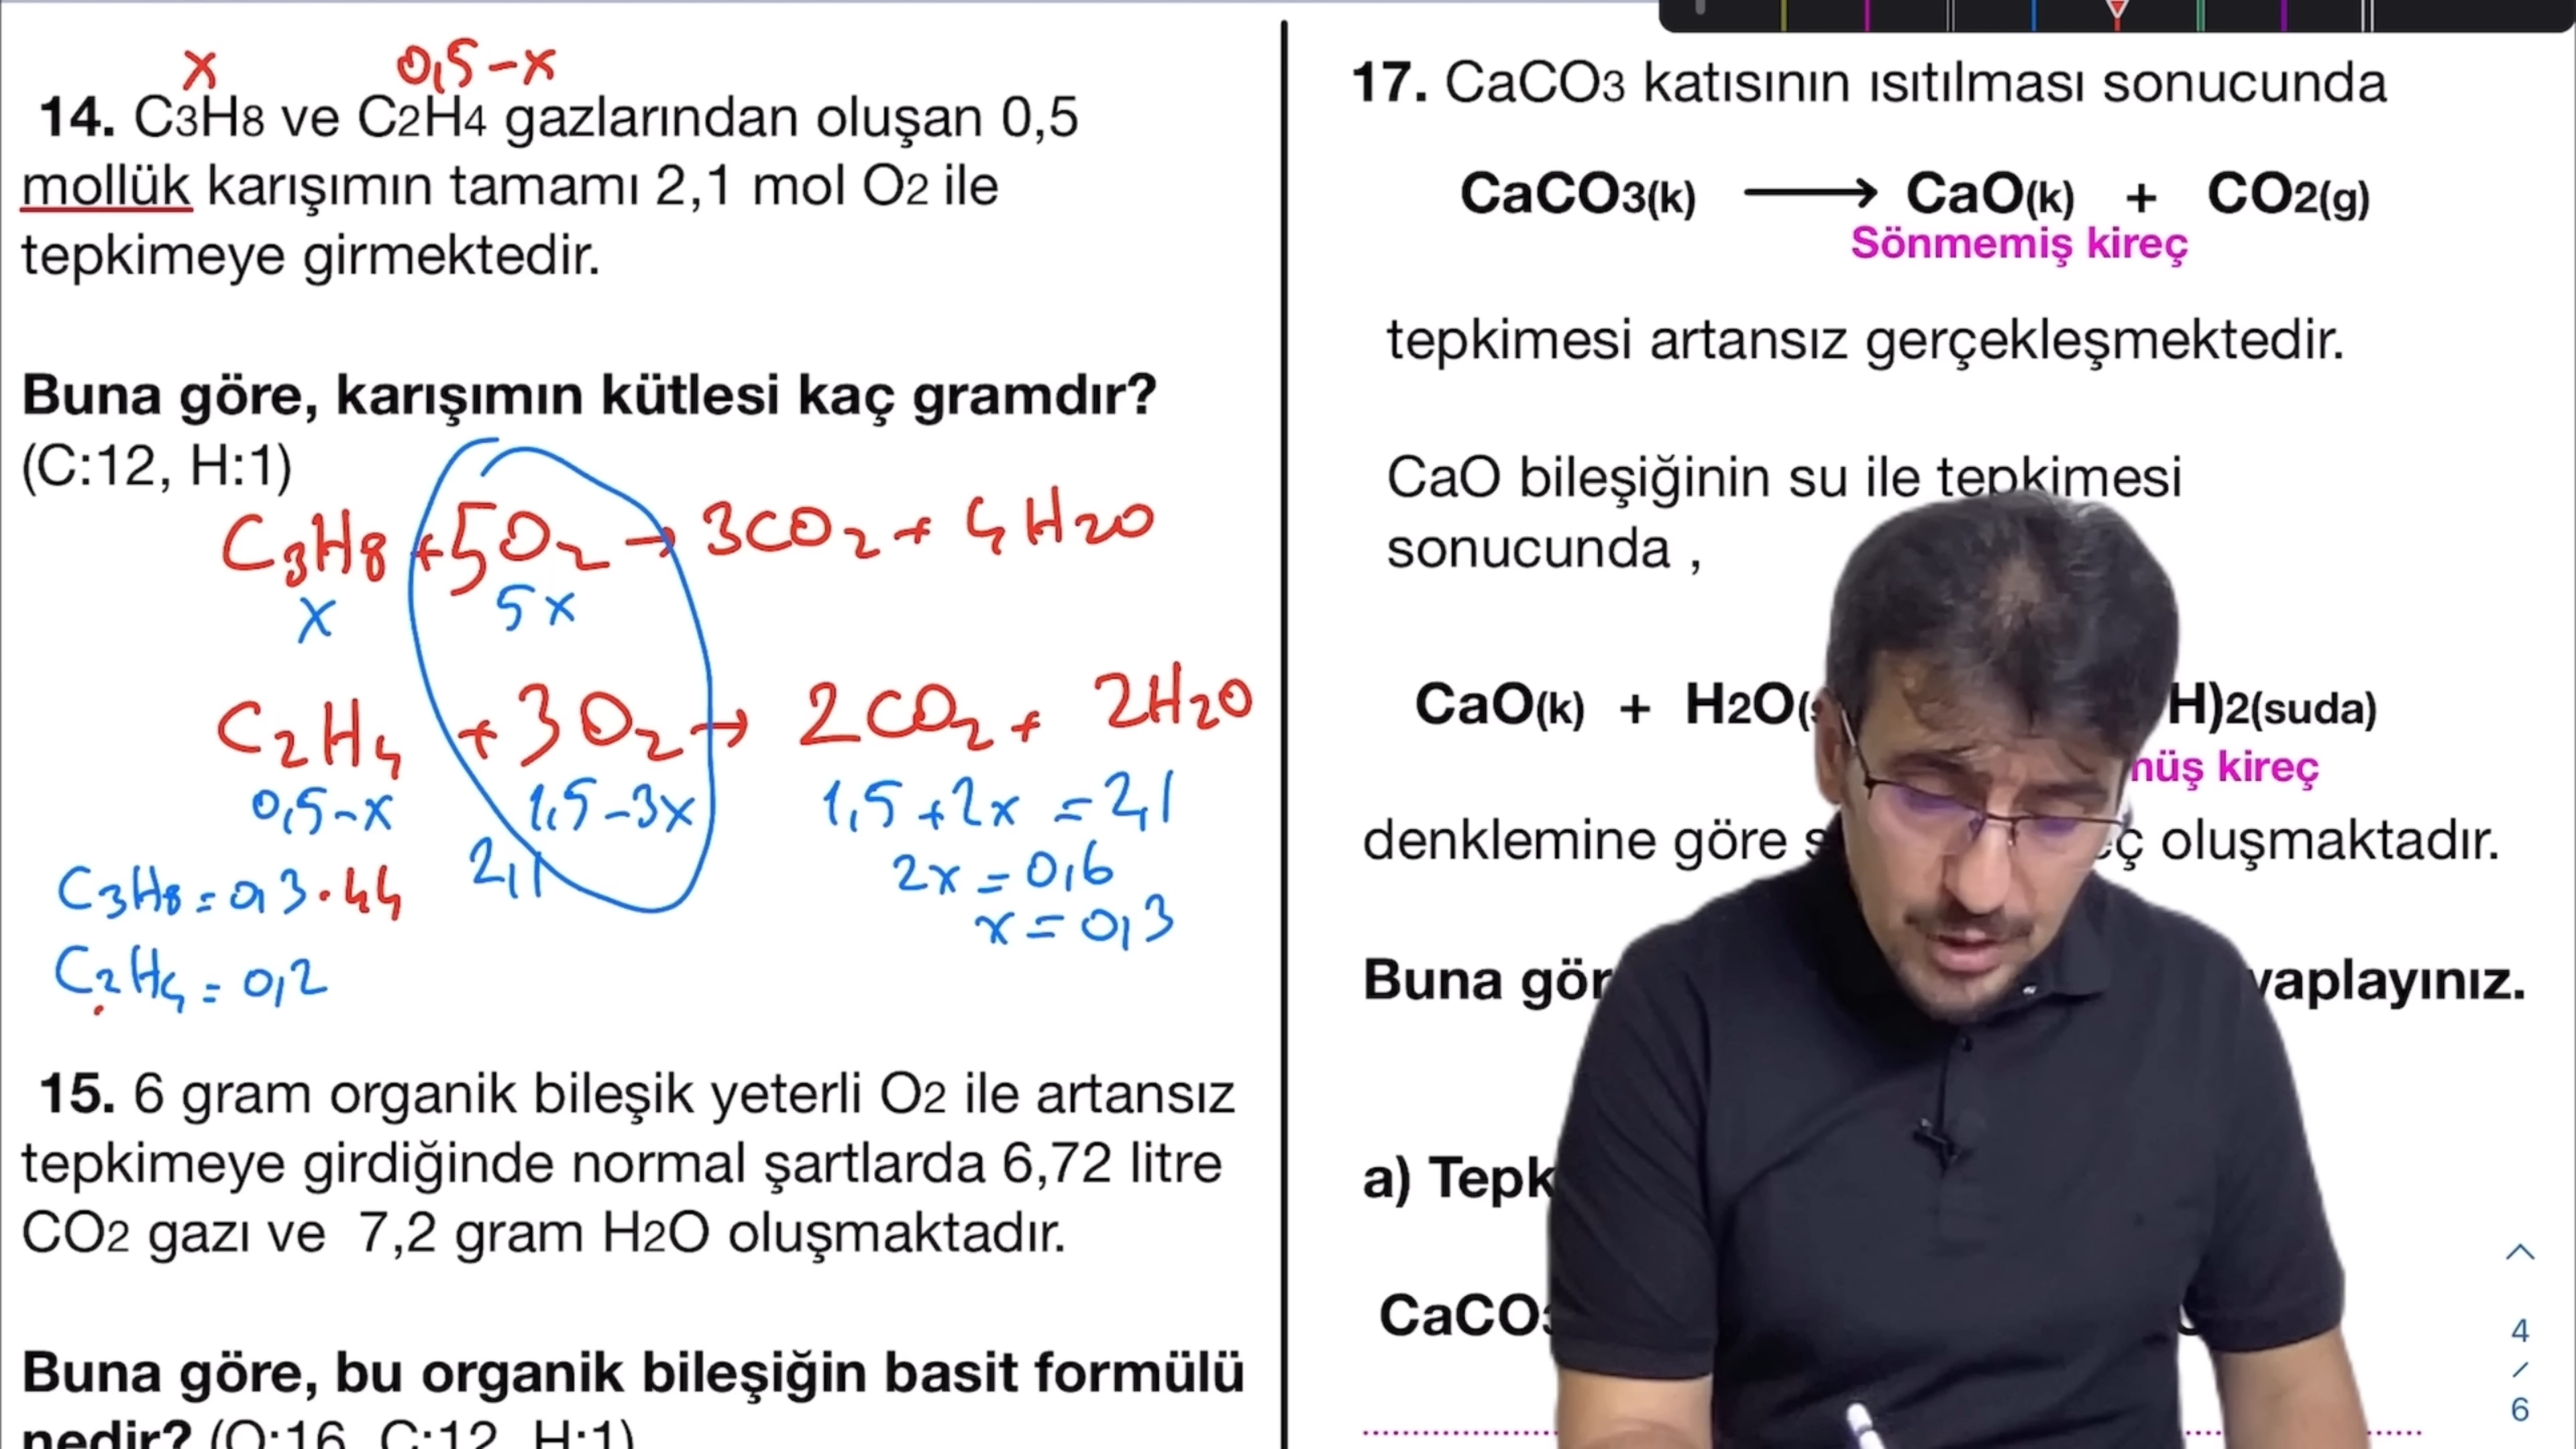 x 0,5-x
14. C3H8 ve C2H4 gazlarından oluşan 0,5
mollük karışımın tamamı 2,1 mol O2 ile
tepkimeye girmektedir.
Buna göre, karışımın kütlesi kaç gramdır?
(C:12, H:1)
C3H8 + 5O2 → 3CO2 + 4H2O
x 5x
C2H4 + 3O2 → 2CO2 + 2H2O
0,5-x 1,5-3x 1,5+2x = 2,1
2,1 2x = 0,6
C3H8 = 0,3 · 44 x = 0,3
C2H4 = 0,2
15. 6 gram organik bileşik yeterli O2 ile artansız
tepkimeye girdiğinde normal şartlarda 6,72 litre
CO2 gazı ve 7,2 gram H2O oluşmaktadır.
Buna göre, bu organik bileşiğin basit formülü
nedir? (O:16, C:12, H:1)
17. CaCO3 katısının ısıtılması sonucunda
CaCO3(k) ⟶ CaO(k) + CO2(g)
Sönmemiş kireç
tepkimesi artansız gerçekleşmektedir.
CaO bileşiğinin su ile tepkimesi
sonucunda ,
CaO(k) + H2O( H)2(suda)
müş kireç
denklemine göre oluşmaktadır.
Buna gör vaplayınız.
a) Tepk
CaCO3
4
/
6